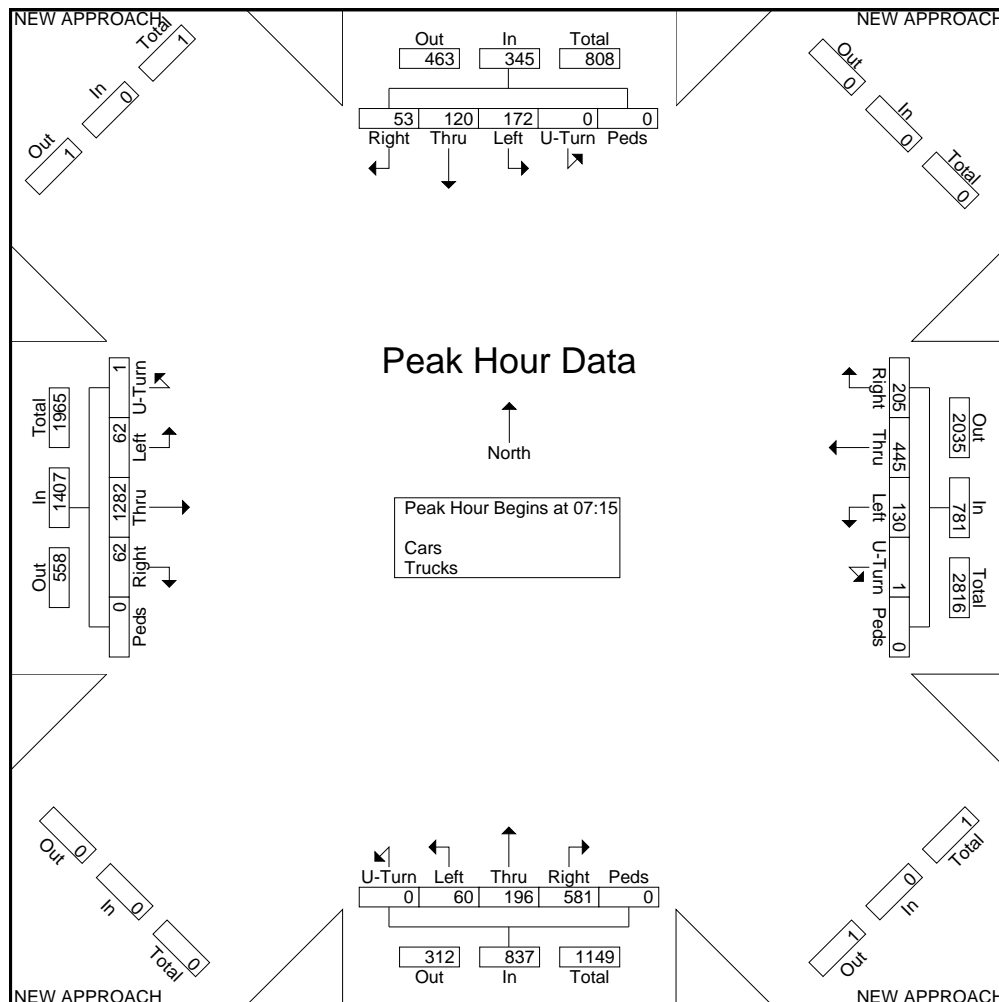 NEW APPROACH
NEW APPROACH
Total 1
In 0
Out 1
Out In Total
463 345 808
53 120 172 0 0
Right Thru Left U-Turn Peds
Out 0
In 0
Total 0
Peak Hour Data
North
Peak Hour Begins at 07:15
Cars
Trucks
Total 1965
In 1407
Out 558
1 62 1282 62 0
U-Turn Left Thru Right Peds
Right Thru Left U-Turn Peds
205 445 130 1 0
Out 2035
In 781
Total 2816
Out 0
In 0
Total 0
U-Turn Left Thru Right Peds
0 60 196 581 0
312 837 1149
Out In Total
Total 1
In 0
Out 1
NEW APPROACH
NEW APPROACH